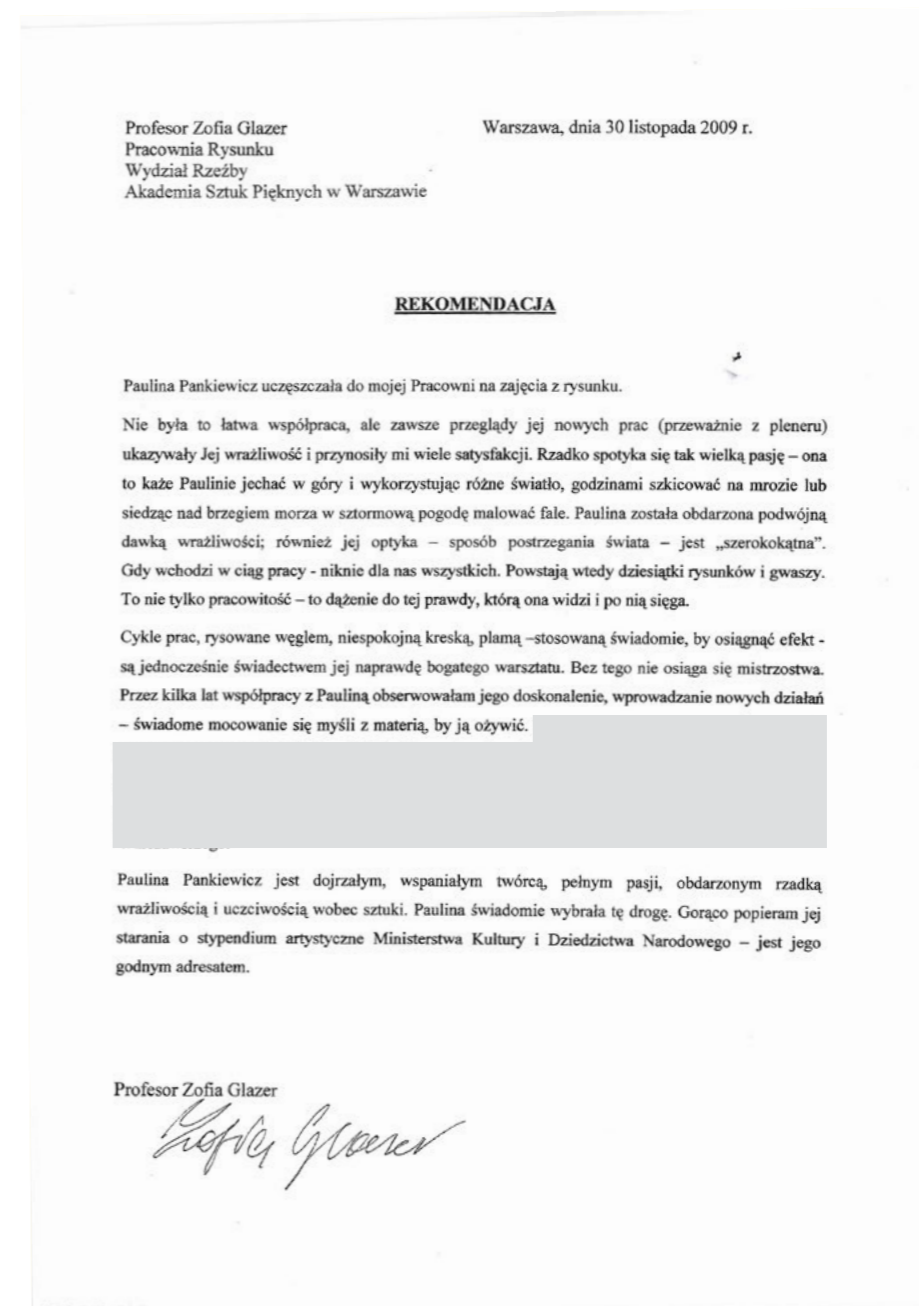 Profesor Zofia Glazer
Warszawa, dnia 30 listopada 2009 r.
Pracownia Rysunku
Wydział Rzeźby
Akademia Sztuk Pięknych w Warszawie
REKOMENDACJA
Paulina Pankiewicz uczęszczała do mojej Pracowni na zajęcia z rysunku.
Nie była to łatwa współpraca, ale zawsze przeglądy jej nowych prac (przeważnie z pleneru)
ukazywały Jej wrażliwość i przynosiły mi wiele satysfakcji. Rzadko spotyka się tak wielką pasję – ona
to każe Paulinie jechać w góry i wykorzystując różne światło, godzinami szkicować na mrozie lub
siedząc nad brzegiem morza w sztormową pogodę malować fale. Paulina została obdarzona podwójną
dawką wrażliwości; również jej optyka – sposób postrzegania świata – jest „szerokokątna”.
Gdy wchodzi w ciąg pracy - niknie dla nas wszystkich. Powstają wtedy dziesiątki rysunków i gwaszy.
To nie tylko pracowitość – to dążenie do tej prawdy, którą ona widzi i po nią sięga.
Cykle prac, rysowane węglem, niespokojną kreską, plamą –stosowaną świadomie, by osiągnąć efekt -
są jednocześnie świadectwem jej naprawdę bogatego warsztatu. Bez tego nie osiąga się mistrzostwa.
Przez kilka lat współpracy z Pauliną obserwowałam jego doskonalenie, wprowadzanie nowych działań
– świadome mocowanie się myśli z materią, by ją ożywić.
Paulina Pankiewicz jest dojrzałym, wspaniałym twórcą, pełnym pasji, obdarzonym rzadką
wrażliwością i uczciwością wobec sztuki. Paulina świadomie wybrała tę drogę. Gorąco popieram jej
starania o stypendium artystyczne Ministerstwa Kultury i Dziedzictwa Narodowego – jest jego
godnym adresatem.
Profesor Zofia Glazer
Zofia Glazer